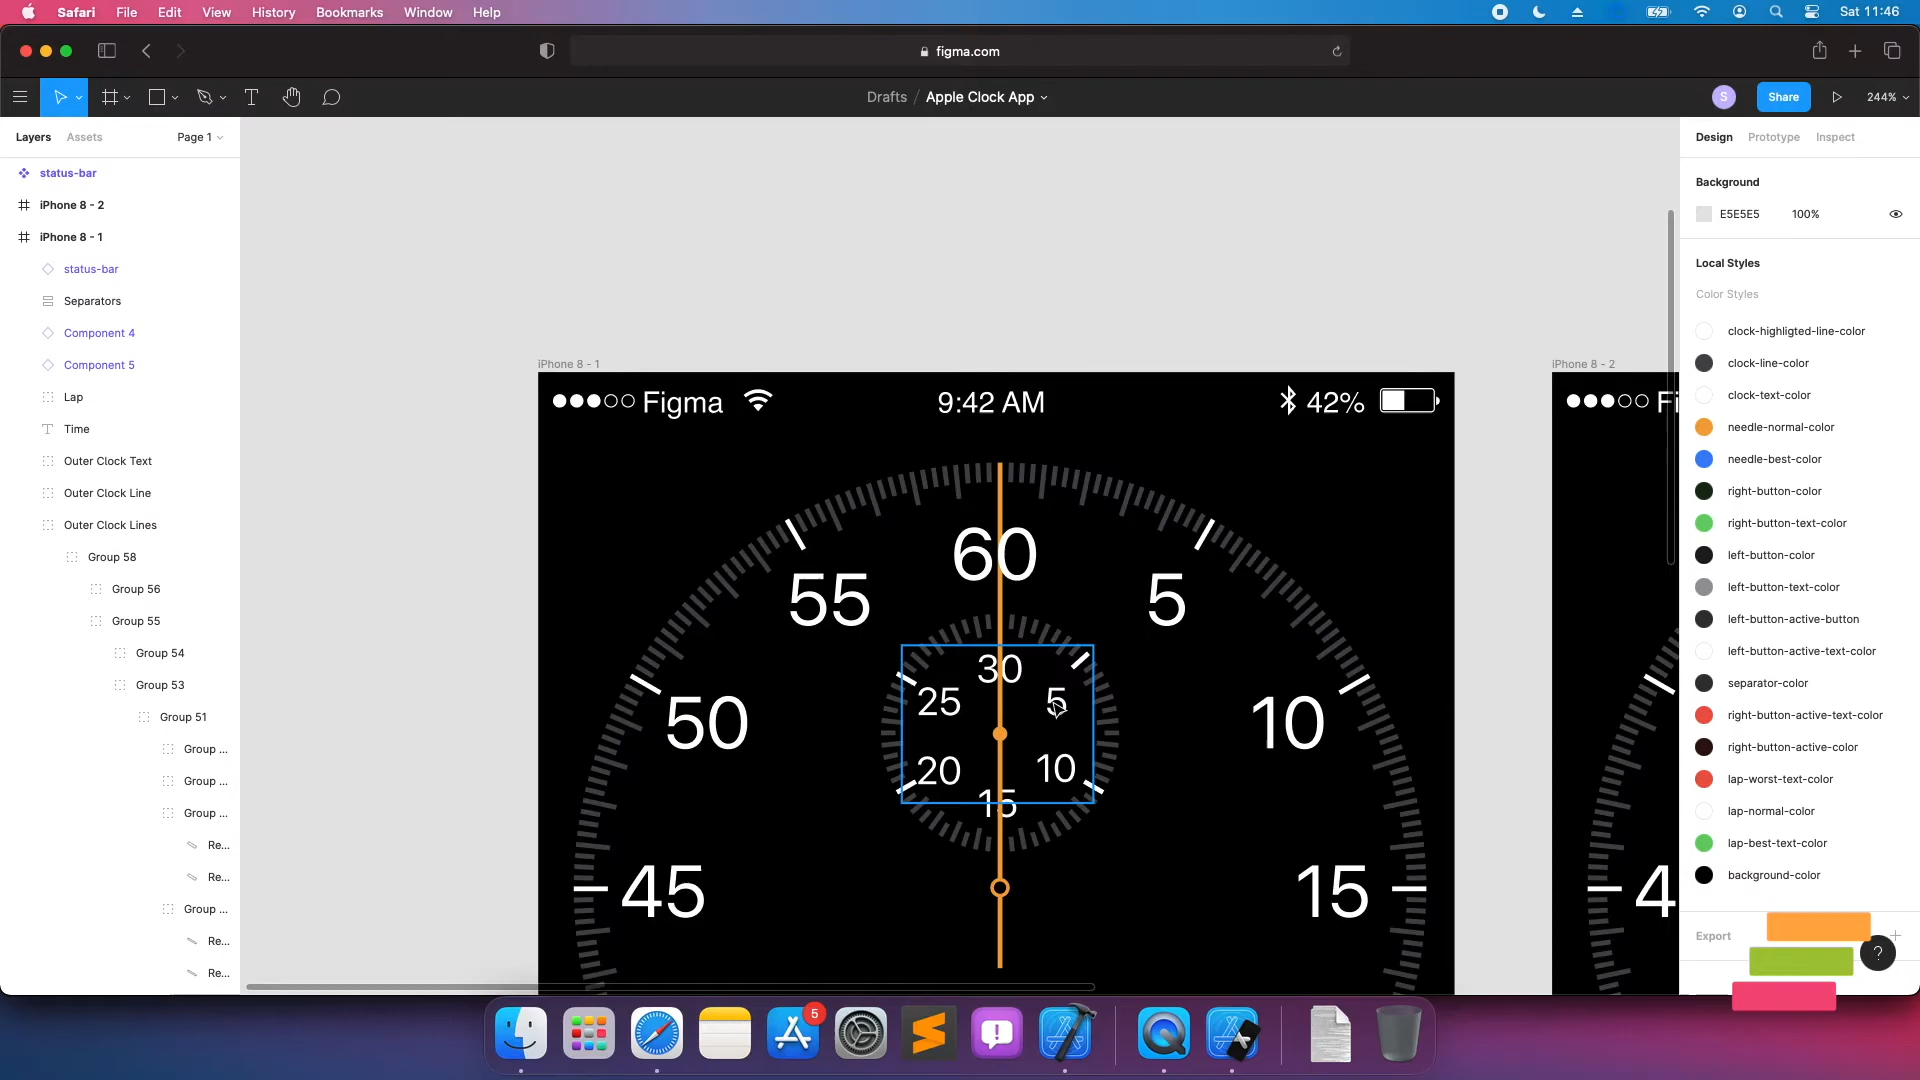 Safari File Edit View History Bookmarks Window Help Sat 11:46
figma.com
Drafts / Apple Clock App S Share 244%
Layers Assets Page 1
Design Prototype Inspect
status-bar
iPhone 8 - 2
iPhone 8 - 1
status-bar
Separators
Component 4
Component 5
Lap
Time
Outer Clock Text
Outer Clock Line
Outer Clock Lines
Group 58
Group 56
Group 55
Group 54
Group 53
Group 51
Group ...
Group ...
Group ...
Re...
Re...
Group ...
Re...
Re...
iPhone 8 - 1
Figma 9:42 AM 42%
60
55 5
50 10
45 15
30
25 5
20 10
15
iPhone 8 - 2
Fi
4
Background
E5E5E5 100%
Local Styles
Color Styles
clock-highligted-line-color
clock-line-color
clock-text-color
needle-normal-color
needle-best-color
right-button-color
right-button-text-color
left-button-color
left-button-text-color
left-button-active-button
left-button-active-text-color
separator-color
right-button-active-text-color
right-button-active-color
lap-worst-text-color
lap-normal-color
lap-best-text-color
background-color
Export
?
5